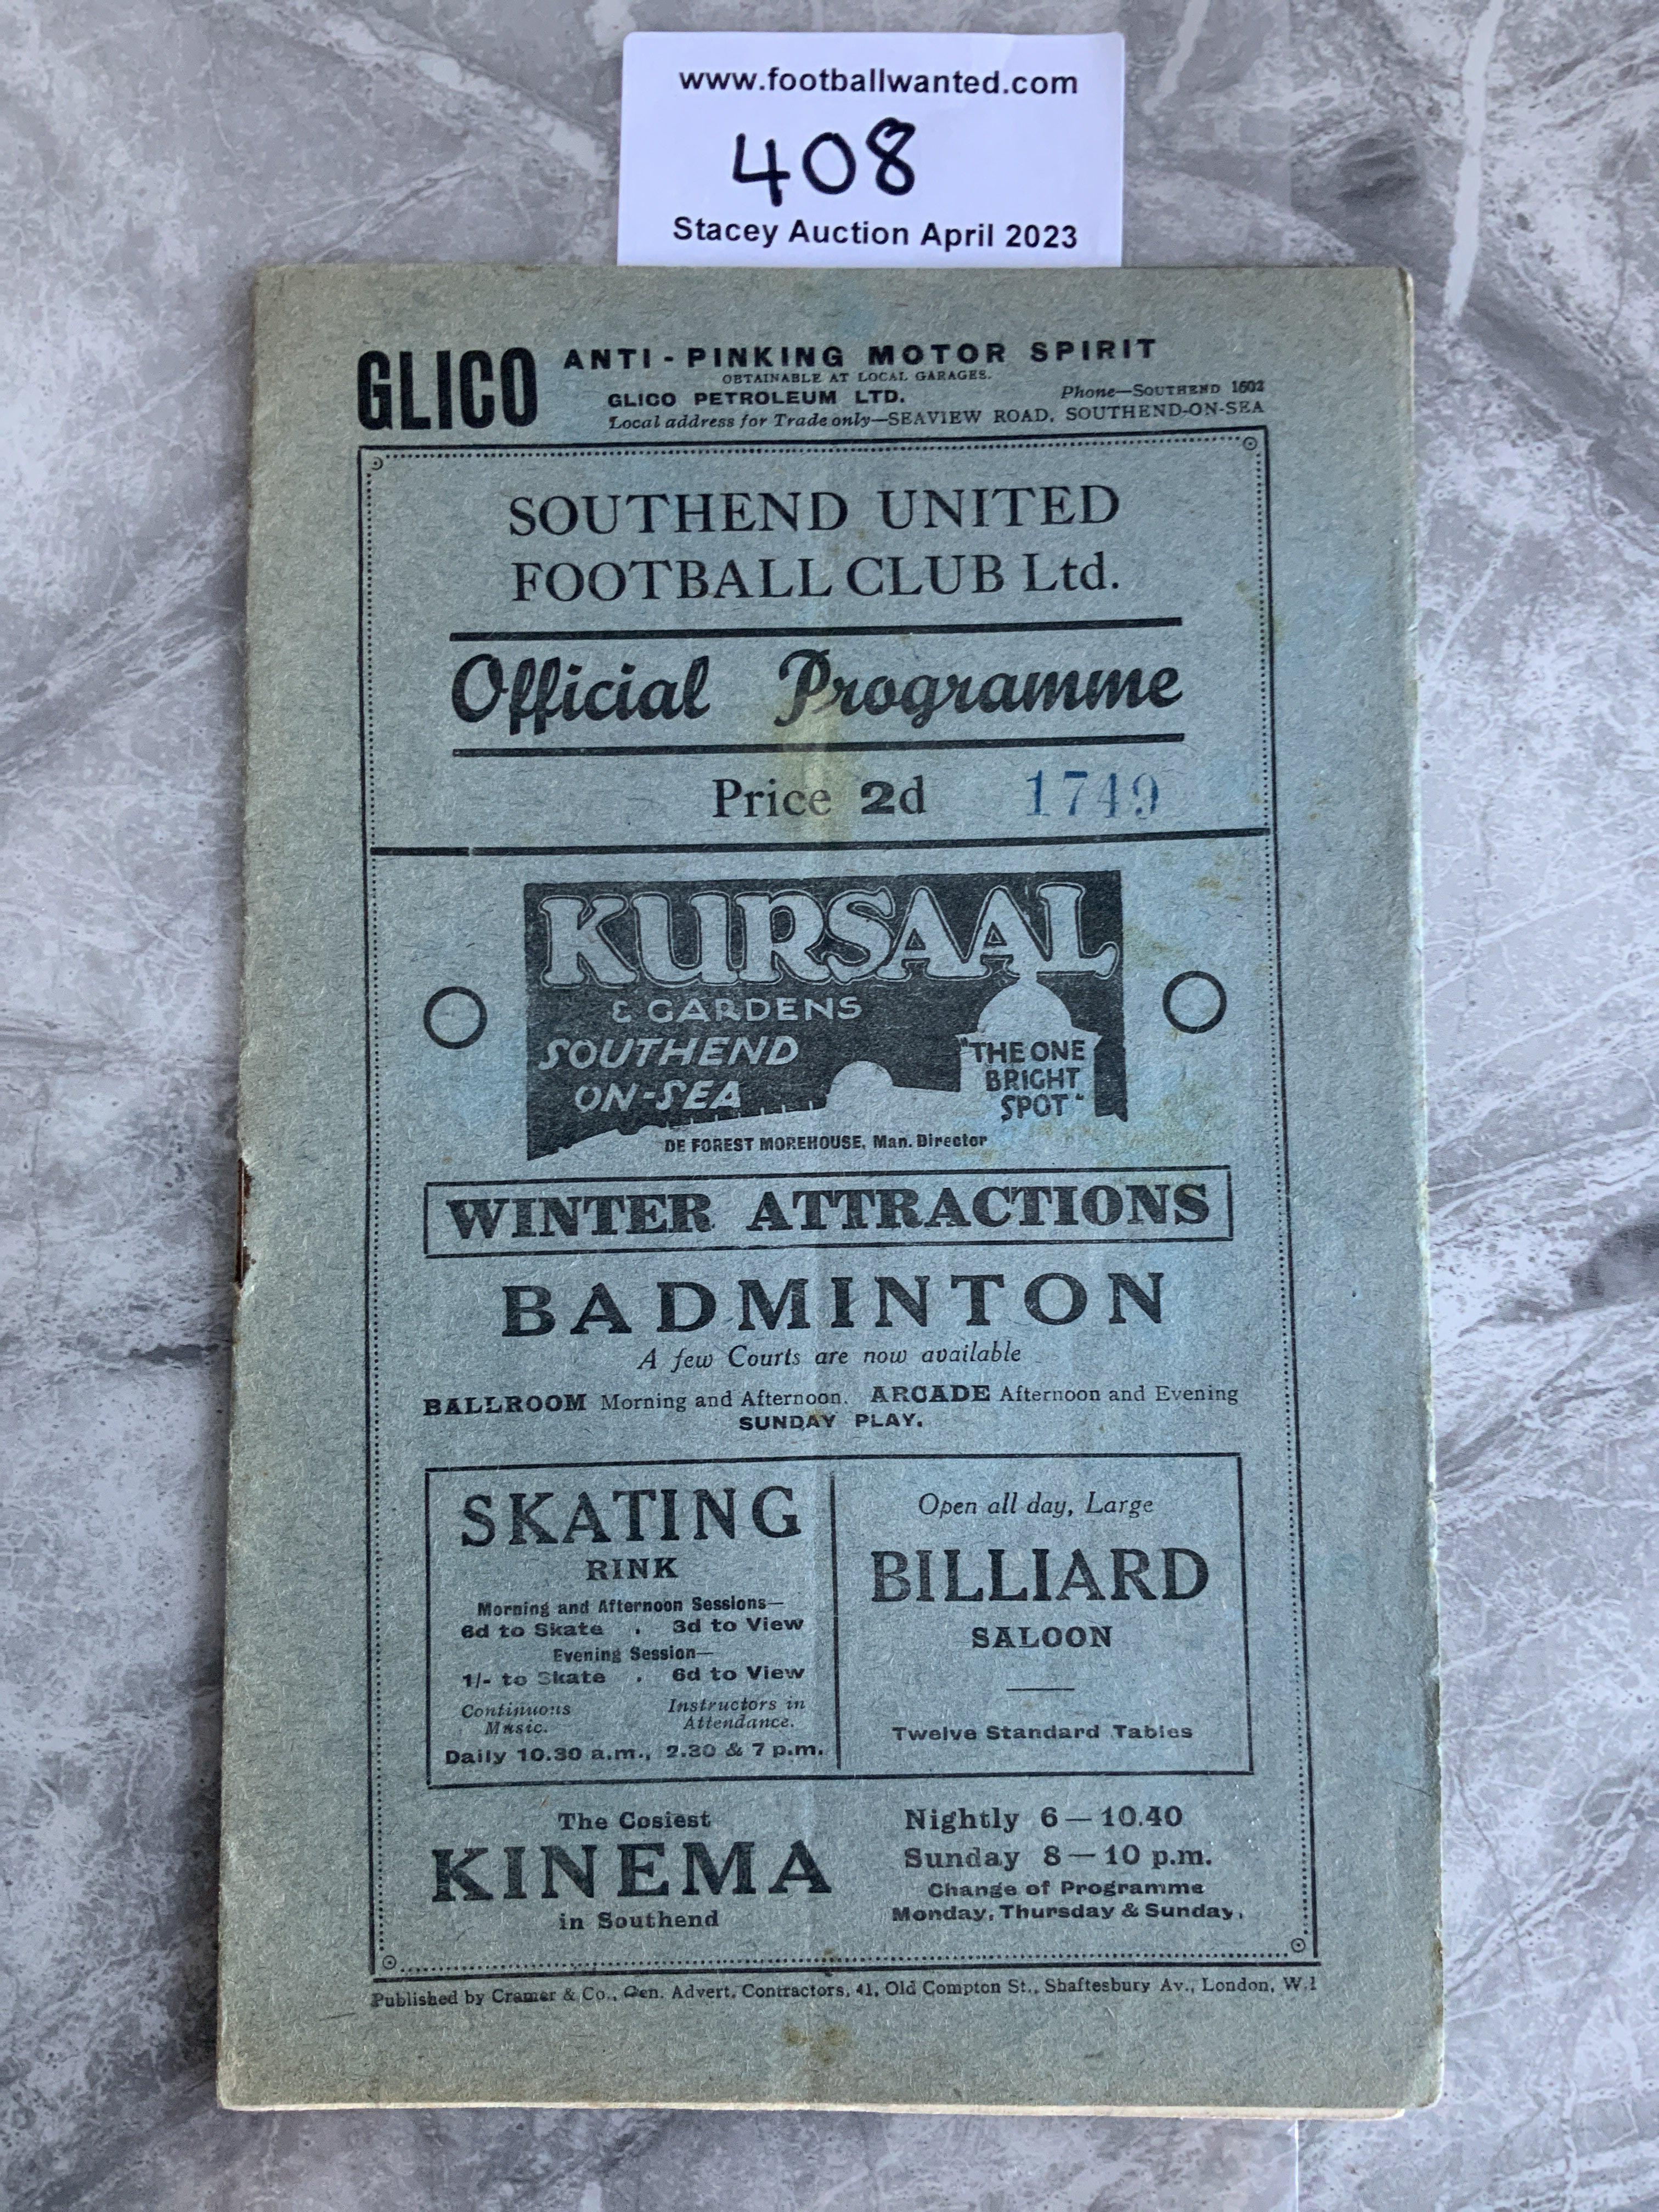 www.footballwanted.com
408
Stacey Auction April 2023
GLICO
ANTI-PINKING MOTOR SPIRIT
OBTAINABLE AT LOCAL GARAGES.
GLICO PETROLEUM LTD. Phone—SOUTHEND 1602
Local address for Trade only—SEAVIEW ROAD, SOUTHEND-ON-SEA
SOUTHEND UNITED
FOOTBALL CLUB Ltd.
Official Programme
Price 2d 1749
KURSAAL
& GARDENS
SOUTHEND
ON-SEA
"THE ONE
BRIGHT
SPOT"
DE FOREST MOREHOUSE, Man. Director
WINTER ATTRACTIONS
BADMINTON
A few Courts are now available
BALLROOM Morning and Afternoon. ARCADE Afternoon and Evening
SUNDAY PLAY.
SKATING
RINK
Morning and Afternoon Sessions—
6d to Skate . 3d to View
Evening Session—
1/- to Skate . 6d to View
Continuous Music.
Instructors in Attendance.
Daily 10.30 a.m., 2.30 & 7 p.m.
Open all day, Large
BILLIARD
SALOON
Twelve Standard Tables
The Cosiest
KINEMA
in Southend
Nightly 6 — 10.40
Sunday 8 — 10 p.m.
Change of Programme
Monday, Thursday & Sunday.
Published by Cramer & Co., Gen. Advert. Contractors, 41, Old Compton St., Shaftesbury Av., London, W.1